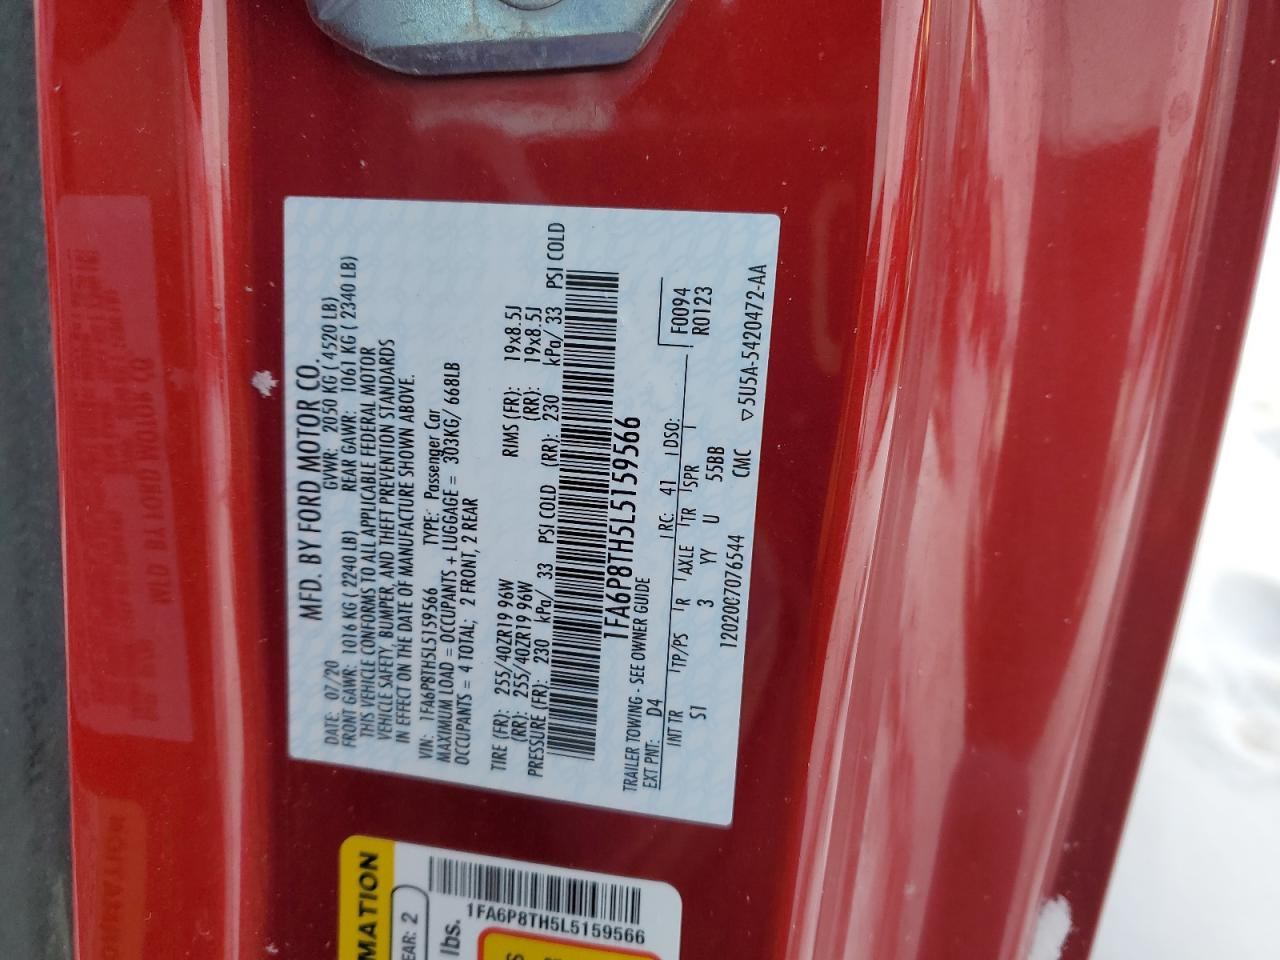 MFD. BY FORD MOTOR CO.
DATE: 07/20 GVWR: 2050 KG ( 4520 LB)
FRONT GAWR: 1016 KG ( 2240 LB) REAR GAWR: 1061 KG ( 2340 LB)
THIS VEHICLE CONFORMS TO ALL APPLICABLE FEDERAL MOTOR
VEHICLE SAFETY, BUMPER, AND THEFT PREVENTION STANDARDS
IN EFFECT ON THE DATE OF MANUFACTURE SHOWN ABOVE.
VIN: 1FA6P8TH5L5159566 TYPE: Passenger Car
MAXIMUM LOAD = OCCUPANTS + LUGGAGE = 303KG/ 668LB
OCCUPANTS = 4 TOTAL; 2 FRONT, 2 REAR
TIRE (FR): 255/40ZR19 96W RIMS (FR): 19x8.5J
(RR): 255/40ZR19 96W (RR): 19x8.5J
PRESSURE (FR): 230 kPa/ 33 PSI COLD (RR): 230 kPa/ 33 PSI COLD
1FA6P8TH5L5159566
TRAILER TOWING - SEE OWNER GUIDE
EXT PNT: D4 RC: 41 DSO: F0094
INT TR TP/PS R AXLE TR SPR R0123
S1 3 YY U 55BB
1202007076544 CMC ▽5U5A-5420472-AA
MATION
EAR: 2
lbs.
1FA6P8TH5L5159566